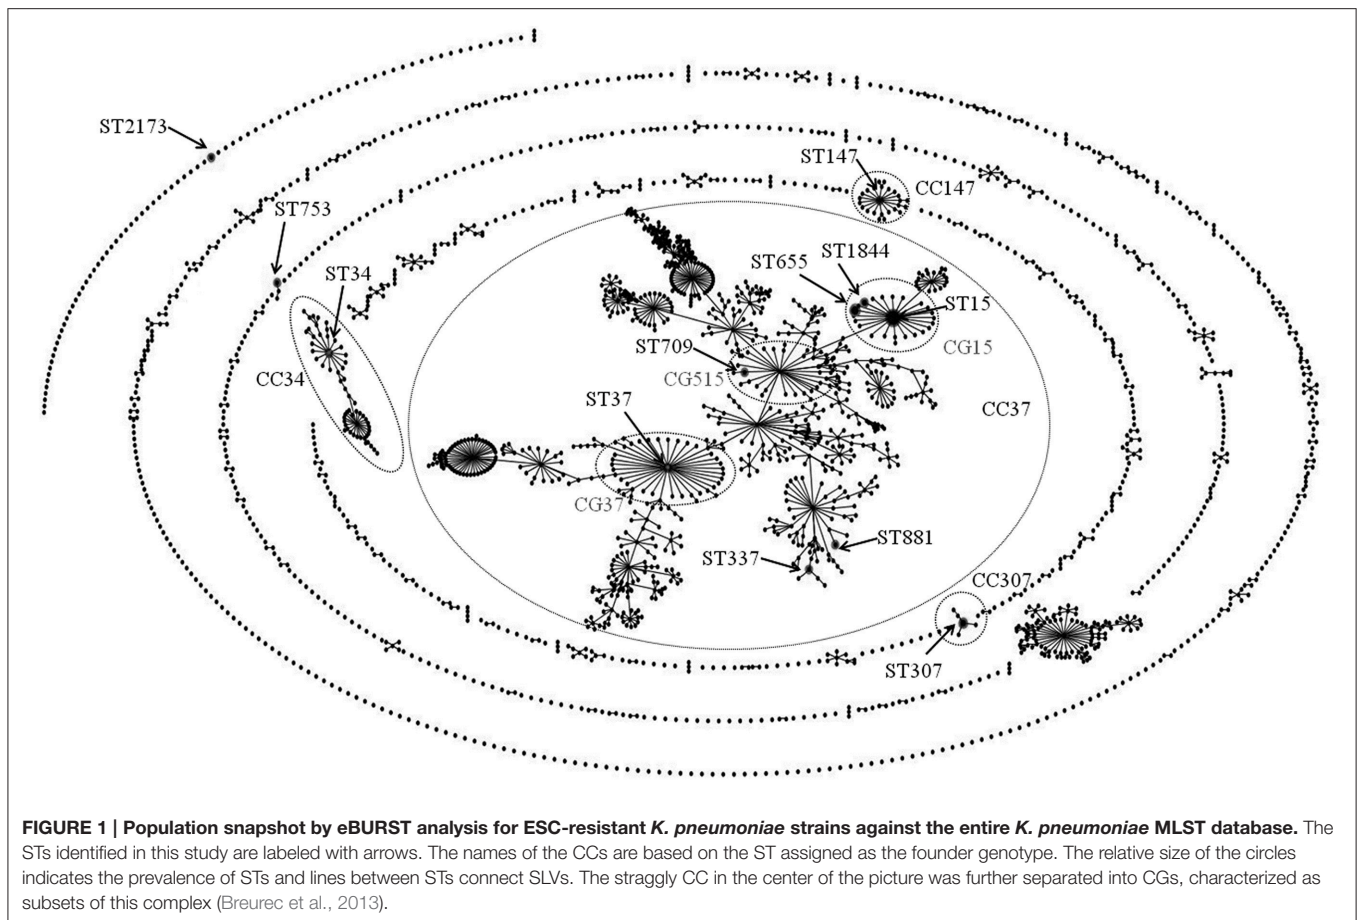 ST2173
ST147
CC147
ST753
ST1844
ST655
ST34
ST15
ST709
CG15
CG515
CC34
ST37
CC37
CG37
ST881
ST337
CC307
ST307
FIGURE 1 | Population snapshot by eBURST analysis for ESC-resistant K. pneumoniae strains against the entire K. pneumoniae MLST database. The
STs identified in this study are labeled with arrows. The names of the CCs are based on the ST assigned as the founder genotype. The relative size of the circles
indicates the prevalence of STs and lines between STs connect SLVs. The straggly CC in the center of the picture was further separated into CGs, characterized as
subsets of this complex (Breurec et al., 2013).